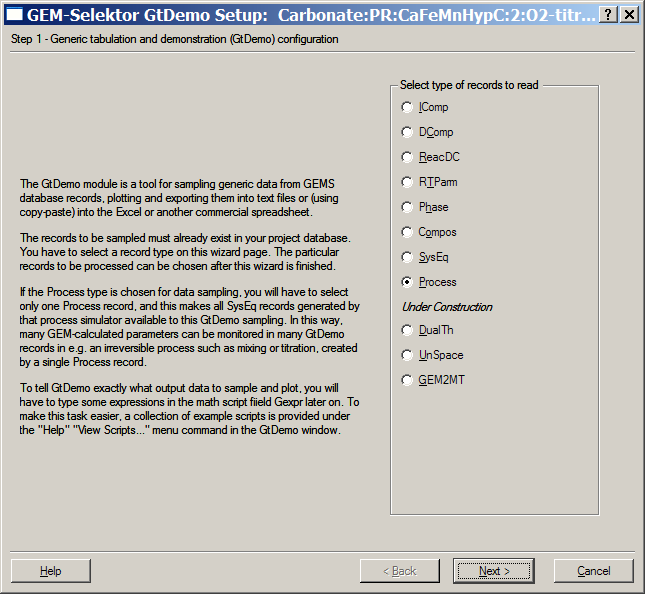 GEM-Selektor GtDemo Setup:  Carbonate:PR:CaFeMnHypC:2:O2-titr...
Step 1 - Generic tabulation and demonstration (GtDemo) configuration
The GtDemo module is a tool for sampling generic data from GEMS
database records, plotting and exporting them into text files or (using
copy-paste) into the Excel or another commercial spreadsheet.
The records to be sampled must already exist in your project database.
You have to select a record type on this wizard page. The particular
records to be processed can be chosen after this wizard is finished.
If the Process type is chosen for data sampling, you will have to select
only one Process record, and this makes all SysEq records generated by
that process simulator available to this GtDemo sampling. In this way,
many GEM-calculated parameters can be monitored in many GtDemo
records in e.g. an irreversible process such as mixing or titration, created
by a single Process record.
To tell GtDemo exactly what output data to sample and plot, you will
have to type some expressions in the math script fiield Gexpr later on. To
make this task easier, a collection of example scripts is provided under
the "Help" "View Scripts..." menu command in the GtDemo window.
Select type of records to read
IComp
DComp
ReacDC
RTParm
Phase
Compos
SysEq
Process
Under Construction
DualTh
UnSpace
GEM2MT
Help
< Back
Next >
Cancel